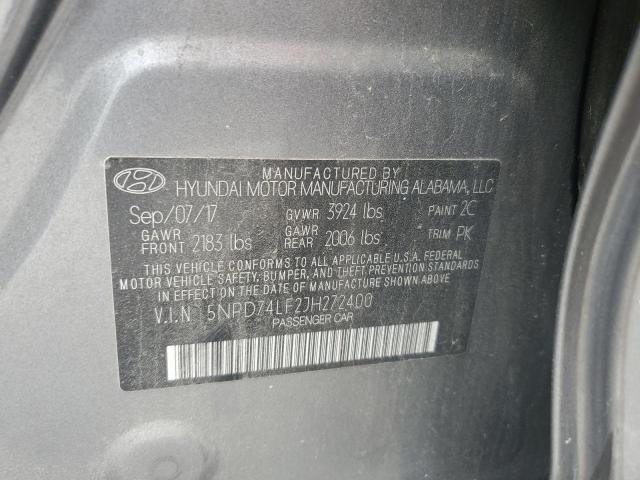 MANUFACTURED BY
HYUNDAI MOTOR MANUFACTURING ALABAMA, LLC
Sep/07/17 GVWR 3924 lbs PAINT 2C
GAWR FRONT 2183 lbs GAWR REAR 2006 lbs TRIM PK
THIS VEHICLE CONFORMS TO ALL APPLICABLE U.S.A. FEDERAL
MOTOR VEHICLE SAFETY, BUMPER, AND THEFT PREVENTION STANDARDS
IN EFFECT ON THE DATE OF MANUFACTURE SHOWN ABOVE.
V.I.N 5NPD74LF2JH272400
PASSENGER CAR